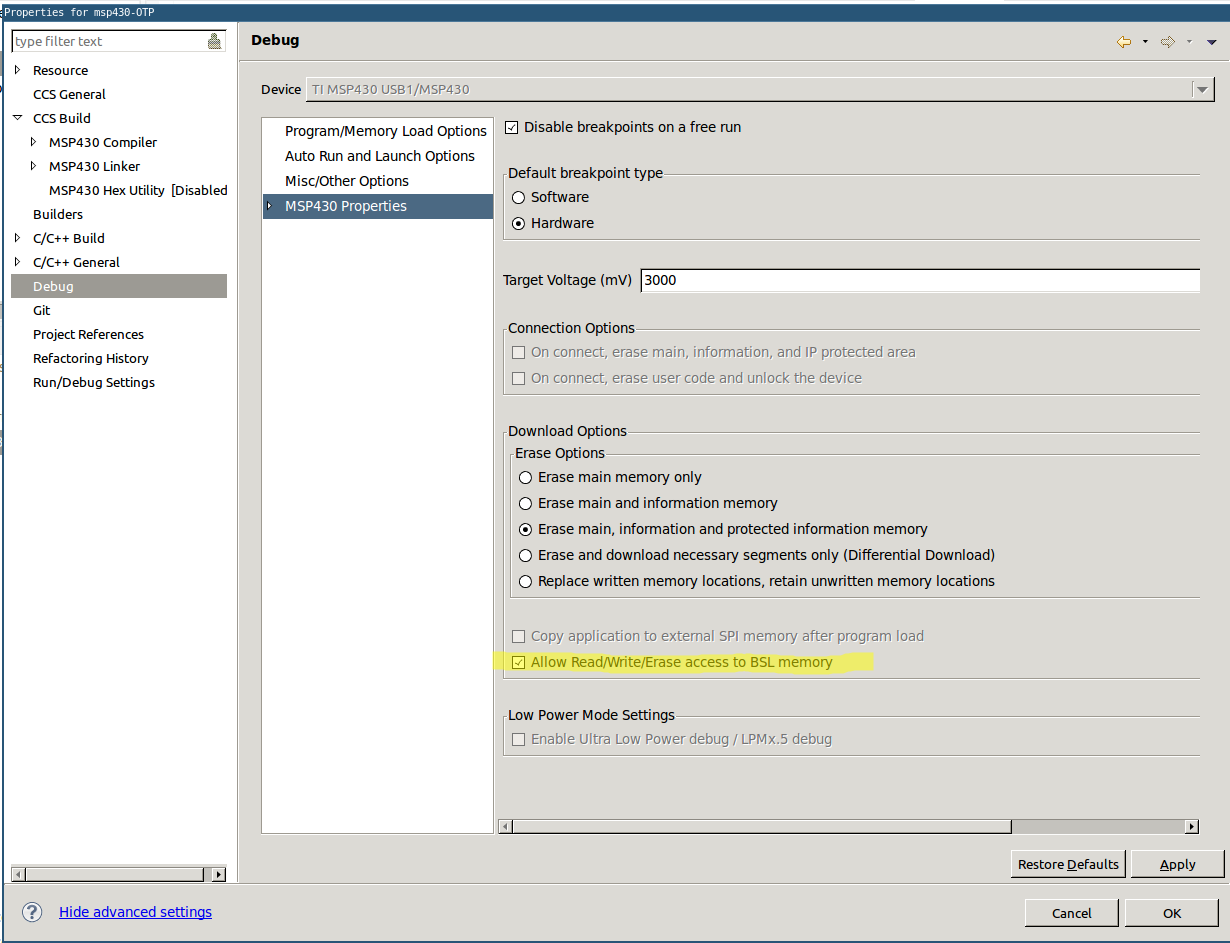 Properties for msp430-OTP
type filter text
Resource
CCS General
CCS Build
MSP430 Compiler
MSP430 Linker
MSP430 Hex Utility [Disabled
Builders
C/C++ Build
C/C++ General
Debug
Git
Project References
Refactoring History
Run/Debug Settings
Debug
Device TI MSP430 USB1/MSP430
Program/Memory Load Options
Auto Run and Launch Options
Misc/Other Options
MSP430 Properties
Disable breakpoints on a free run
Default breakpoint type
Software
Hardware
Target Voltage (mV) 3000
Connection Options
On connect, erase main, information, and IP protected area
On connect, erase user code and unlock the device
Download Options
Erase Options
Erase main memory only
Erase main and information memory
Erase main, information and protected information memory
Erase and download necessary segments only (Differential Download)
Replace written memory locations, retain unwritten memory locations
Copy application to external SPI memory after program load
Allow Read/Write/Erase access to BSL memory
Low Power Mode Settings
Enable Ultra Low Power debug / LPMx.5 debug
Restore Defaults Apply
? Hide advanced settings
Cancel OK